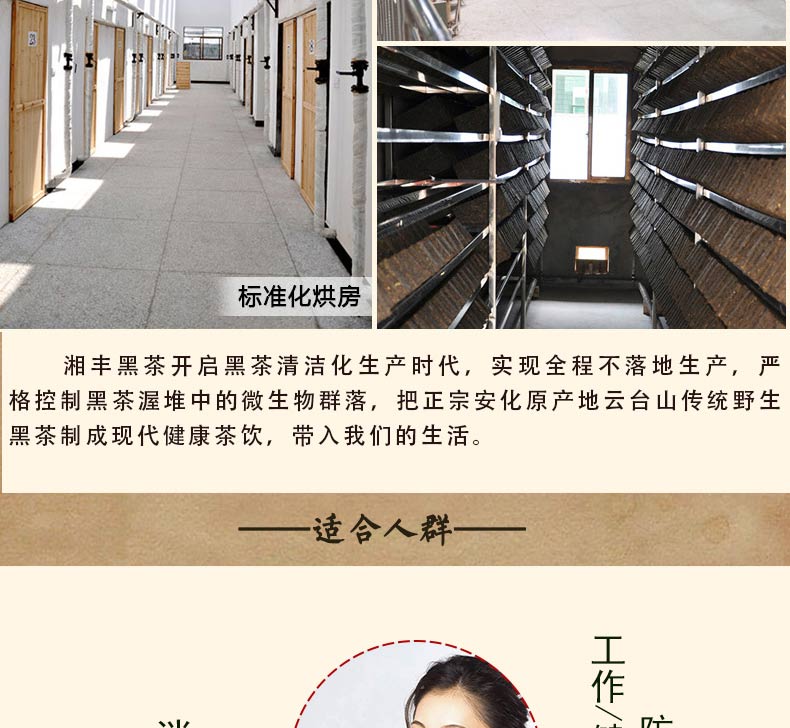 标准化烘房
湘丰黑茶开启黑茶清洁化生产时代，实现全程不落地生产，严
格控制黑茶渥堆中的微生物群落，把正宗安化原产地云台山传统野生
黑茶制成现代健康茶饮，带入我们的生活。
适合人群
工作/